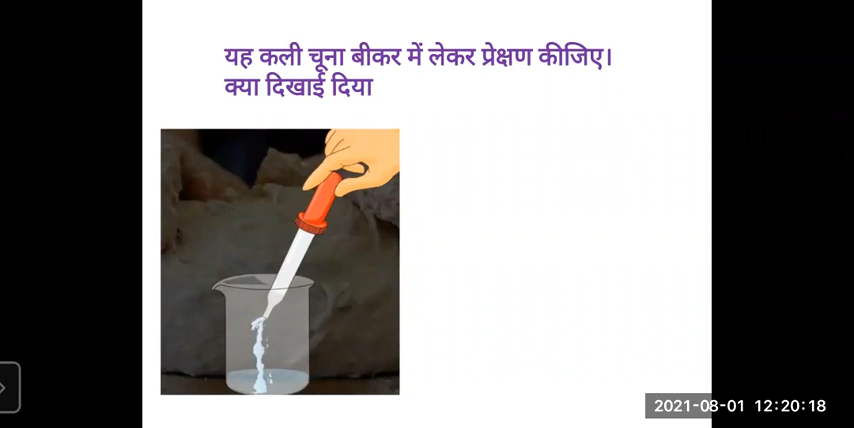 यह कली चूना बीकर में लेकर प्रेक्षण कीजिए।
क्या दिखाई दिया
2021-08-01 12:20:18